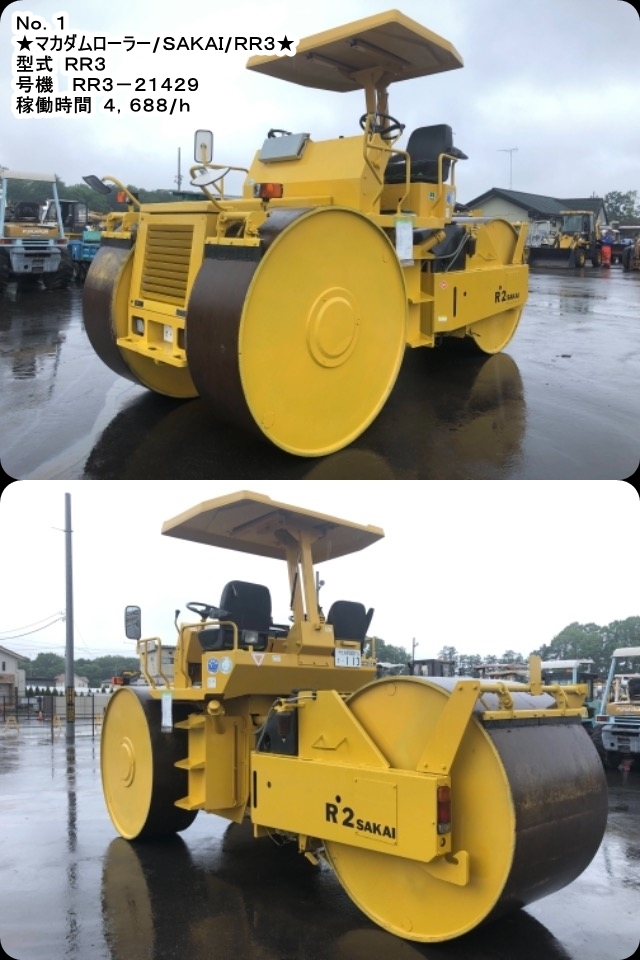 No. 1
★マカダムローラー/SAKAI/RR3★
型式 RR3
号機 RR3－21429
稼働時間 4, 688/h
R2 SAKAI
R2 SAKAI